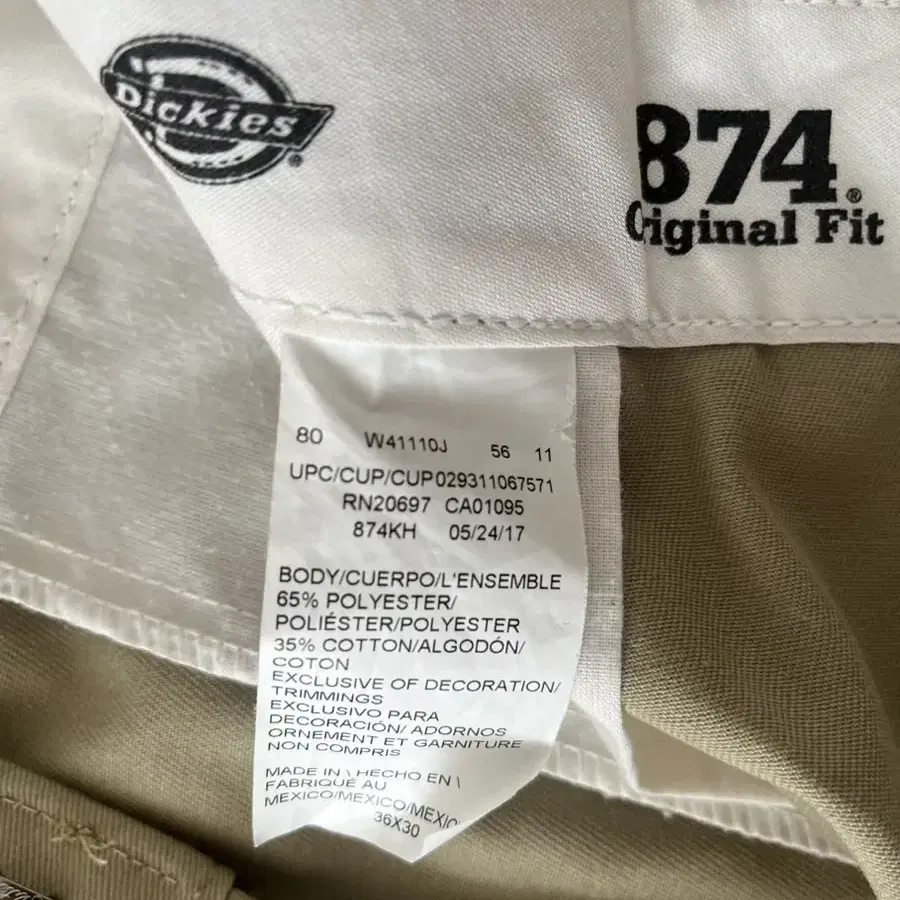 Dickies®
874®
Original Fit
80 W41110J 56 11
UPC/CUP/CUP029311067571
RN20697 CA01095
874KH 05/24/17
BODY/CUERPO/L'ENSEMBLE
65% POLYESTER/
POLIÉSTER/POLYESTER
35% COTTON/ALGODÓN/
COTON
EXCLUSIVE OF DECORATION/
TRIMMINGS
EXCLUSIVO PARA
DECORACIÓN/ ADORNOS
ORNEMENT ET GARNITURE
NON COMPRIS
MADE IN \ HECHO EN \
FABRIQUÉ AU
MEXICO/MEXICO/MEXIC
36X30